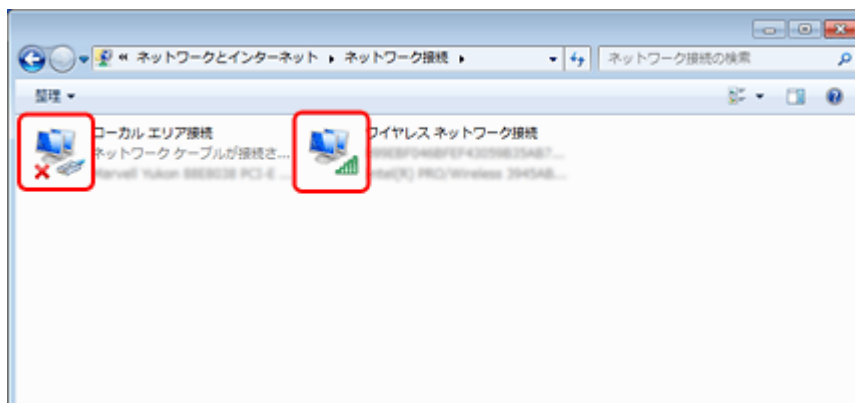 « ネットワークとインターネット ▸ ネットワーク接続 ▸
ネットワーク接続の検索
整理 ▼
ローカル エリア接続
ネットワーク ケーブルが接続さ...
ワイヤレス ネットワーク接続